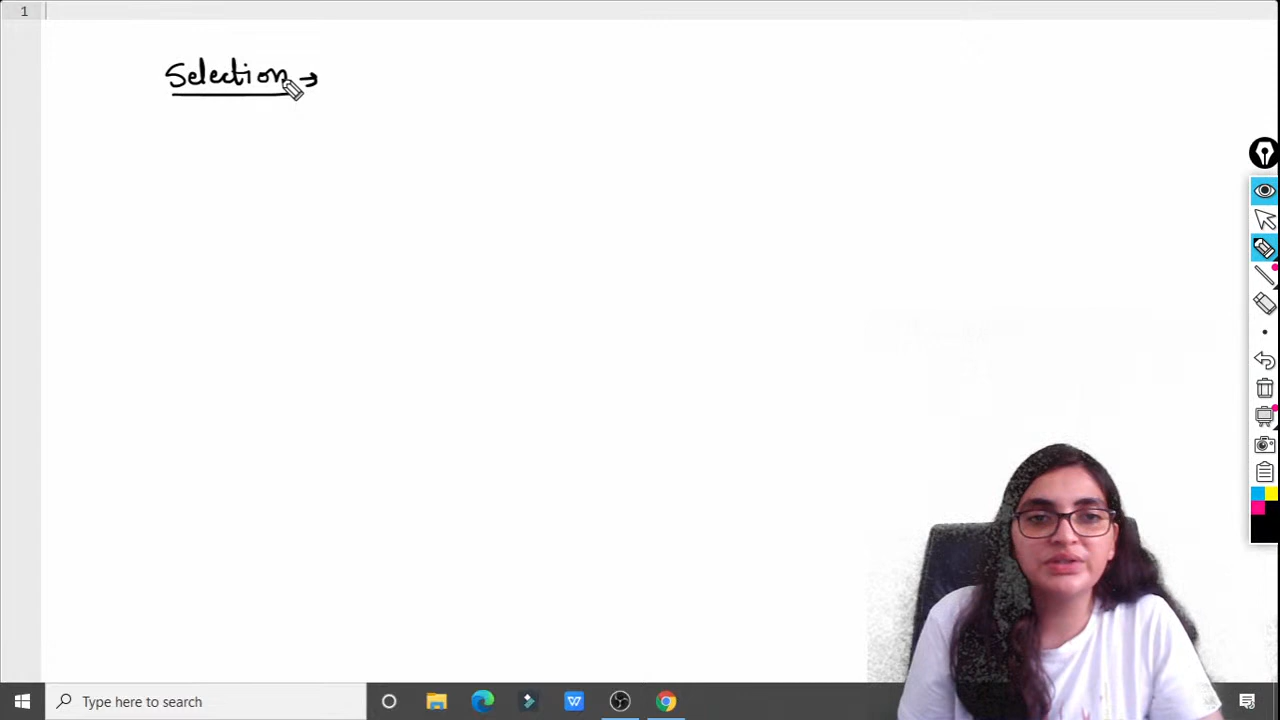 1
Selection →
Type here to search